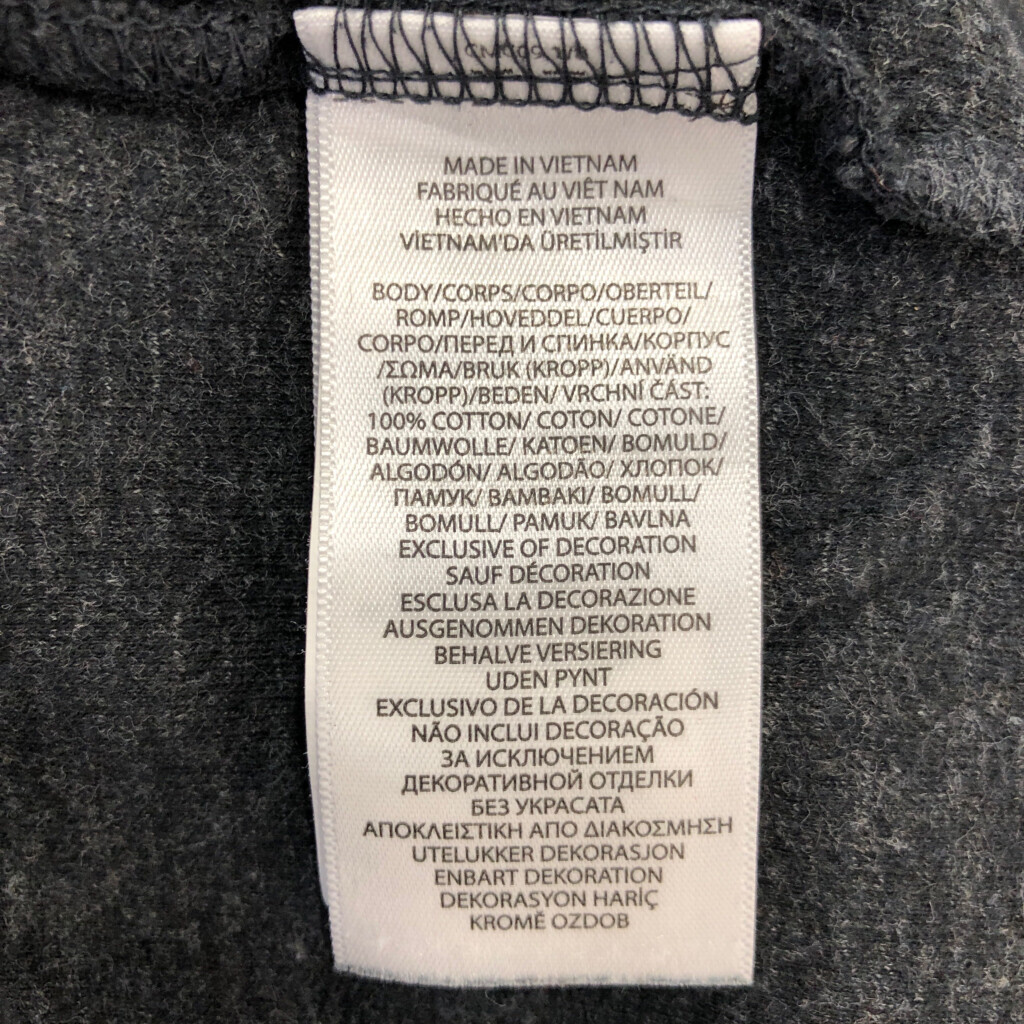 MADE IN VIETNAM
FABRIQUÉ AU VIÊT NAM
HECHO EN VIETNAM
VİETNAM'DA ÜRETİLMİŞTİR
BODY/CORPS/CORPO/OBERTEIL/
ROMP/HOVEDDEL/CUERPO/
CORPO/ПЕРЕД И СПИНКА/КОРПУС
/ΣΩΜΑ/BRUK (KROPP)/ANVÄND
(KROPP)/BEDEN/ VRCHNÍ ČÁST:
100% COTTON/ COTON/ COTONE/
BAUMWOLLE/ KATOEN/ BOMULD/
ALGODÓN/ ALGODÃO/ ХЛОПОК/
ПАМУК/ ΒΑΜΒΑΚΙ/ BOMULL/
BOMULL/ PAMUK/ BAVLNA
EXCLUSIVE OF DECORATION
SAUF DÉCORATION
ESCLUSA LA DECORAZIONE
AUSGENOMMEN DEKORATION
BEHALVE VERSIERING
UDEN PYNT
EXCLUSIVO DE LA DECORACIÓN
NÃO INCLUI DECORAÇÃO
ЗА ИСКЛЮЧЕНИЕМ
ДЕКОРАТИВНОЙ ОТДЕЛКИ
БЕЗ УКРАСАТА
ΑΠΟΚΛΕΙΣΤΙΚΗ ΑΠΟ ΔΙΑΚΟΣΜΗΣΗ
UTELUKKER DEKORASJON
ENBART DEKORATION
DEKORASYON HARİÇ
KROMĚ OZDOB